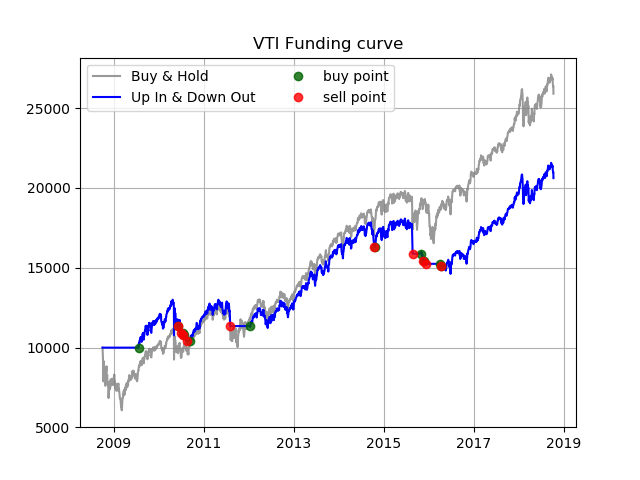 VTI Funding curve
Buy & Hold
Up In & Down Out
buy point
sell point
25000
20000
15000
10000
5000
2009 2011 2013 2015 2017 2019